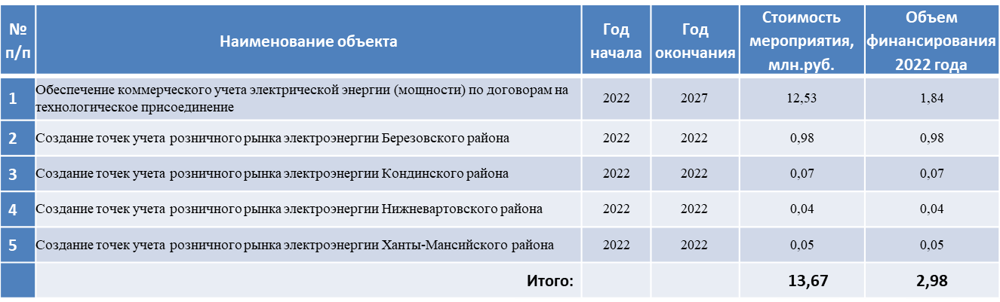 № п/п Наименование объекта Год начала Год окончания Стоимость мероприятия, млн.руб. Объем финансирования 2022 года
1 Обеспечение коммерческого учета электрической энергии (мощности) по договорам на
технологическое присоединение 2022 2027 12,53 1,84
2 Создание точек учета розничного рынка электроэнергии Березовского района 2022 2022 0,98 0,98
3 Создание точек учета розничного рынка электроэнергии Кондинского района 2022 2022 0,07 0,07
4 Создание точек учета розничного рынка электроэнергии Нижневартовского района 2022 2022 0,04 0,04
5 Создание точек учета розничного рынка электроэнергии Ханты-Мансийского района 2022 2022 0,05 0,05
Итого: 13,67 2,98